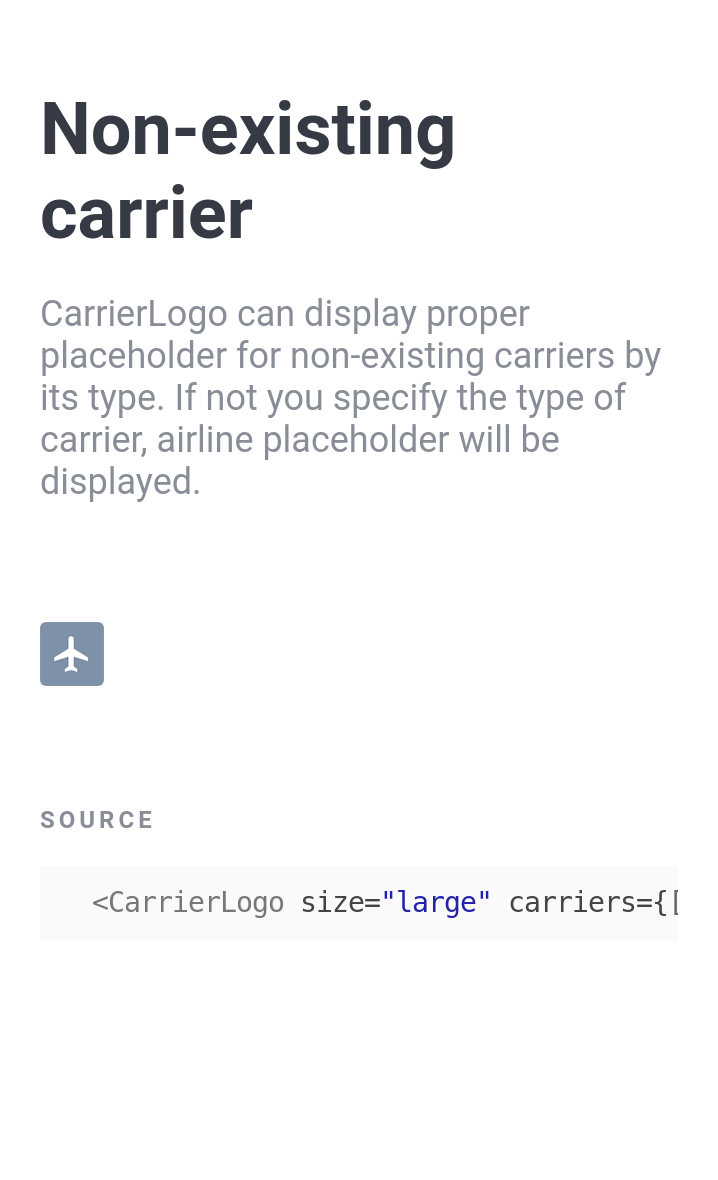 Non-existing
carrier
CarrierLogo can display proper
placeholder for non-existing carriers by
its type. If not you specify the type of
carrier, airline placeholder will be
displayed.
SOURCE
<CarrierLogo size="large" carriers={[